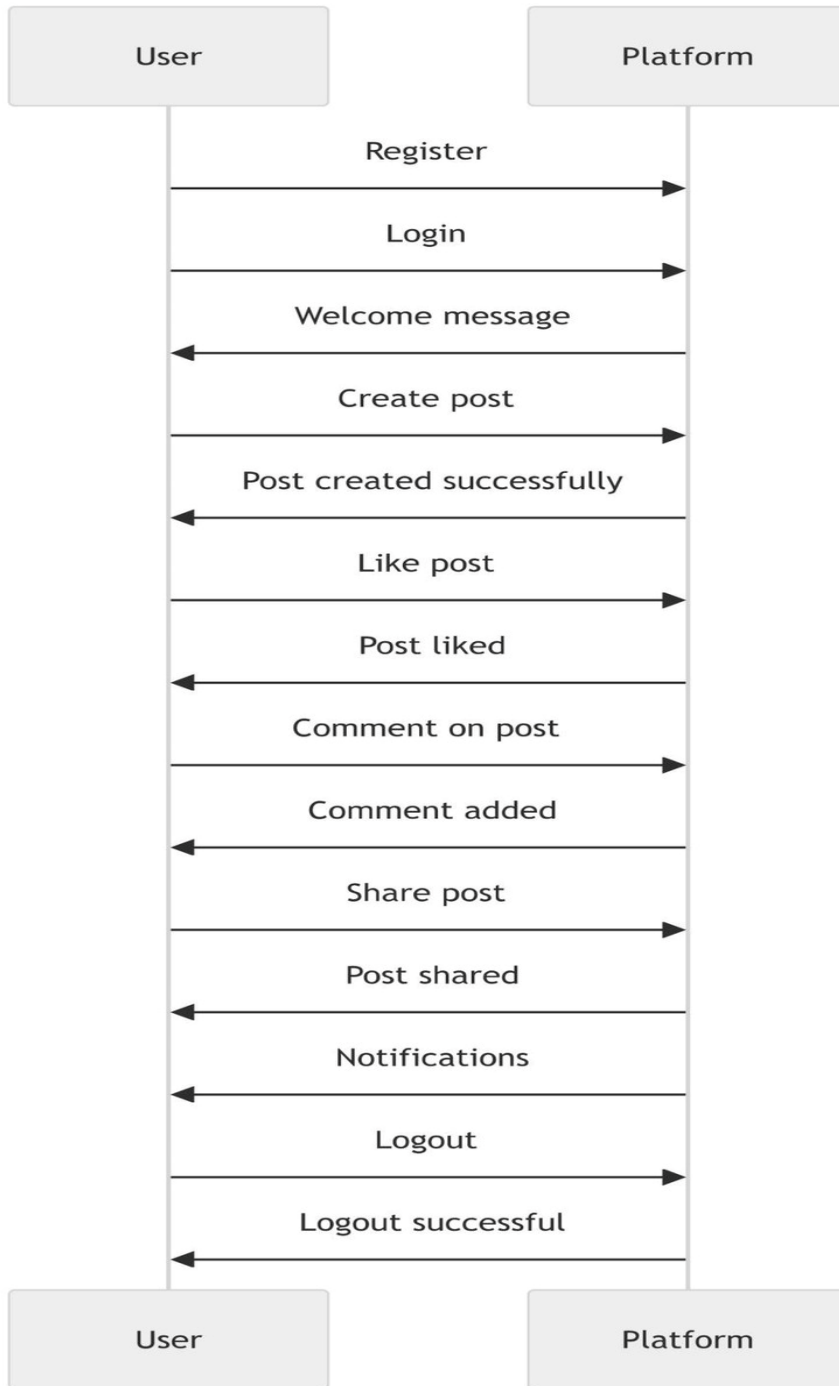 User
Platform
Register
Login
Welcome message
Create post
Post created successfully
Like post
Post liked
Comment on post
Comment added
Share post
Post shared
Notifications
Logout
Logout successful
User
Platform